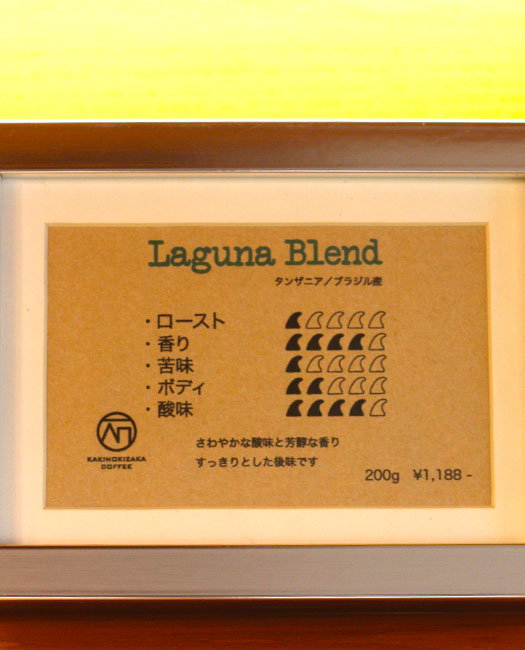 Laguna Blend
タンザニア／ブラジル産
・ロースト
・香り
・苦味
・ボディ
・酸味
KAKINOKIZAKA
COFFEE
さわやかな酸味と芳醇な香り
すっきりとした後味です
200g ¥1,188 -